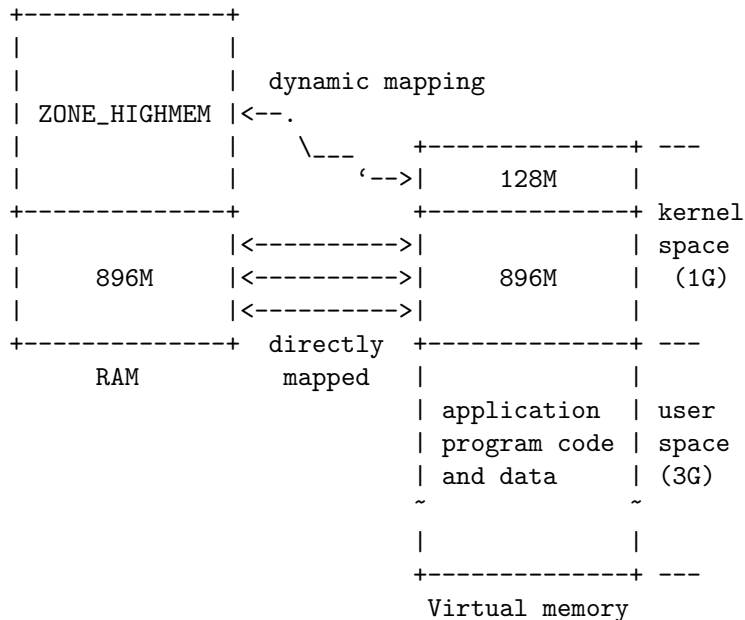 +--------------+
|              |
|              |  dynamic mapping
| ZONE_HIGHMEM |<--.
|              |    \___    +--------------+ ---
|              |        ‘-->|     128M     |
+--------------+            +--------------+ kernel
|              |<---------->|              | space
|     896M     |<---------->|     896M     |  (1G)
|              |<---------->|              |
+--------------+  directly  +--------------+ ---
      RAM          mapped   |              |
                            | application  | user
                            | program code | space
                            | and data     | (3G)
                            ~              ~
                            |              |
                            +--------------+ ---
                             Virtual memory